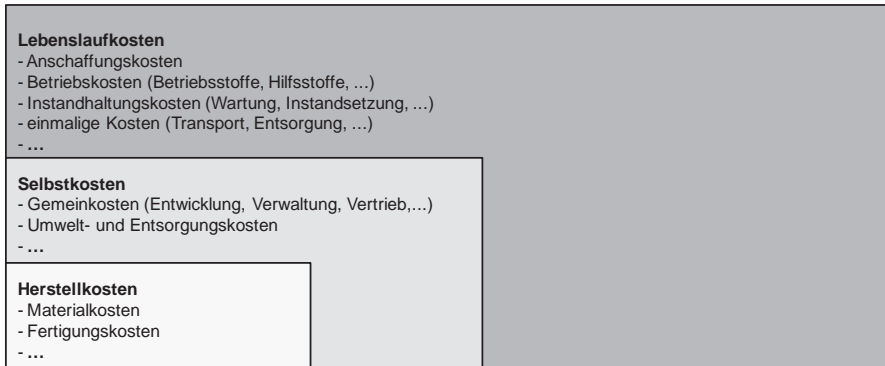 Lebenslaufkosten
- Anschaffungskosten
- Betriebskosten (Betriebsstoffe, Hilfsstoffe, ...)
- Instandhaltungskosten (Wartung, Instandsetzung, ...)
- einmalige Kosten (Transport, Entsorgung, ...)
- ...
Selbstkosten
- Gemeinkosten (Entwicklung, Verwaltung, Vertrieb,...)
- Umwelt- und Entsorgungskosten
- ...
Herstellkosten
- Materialkosten
- Fertigungskosten
- ...